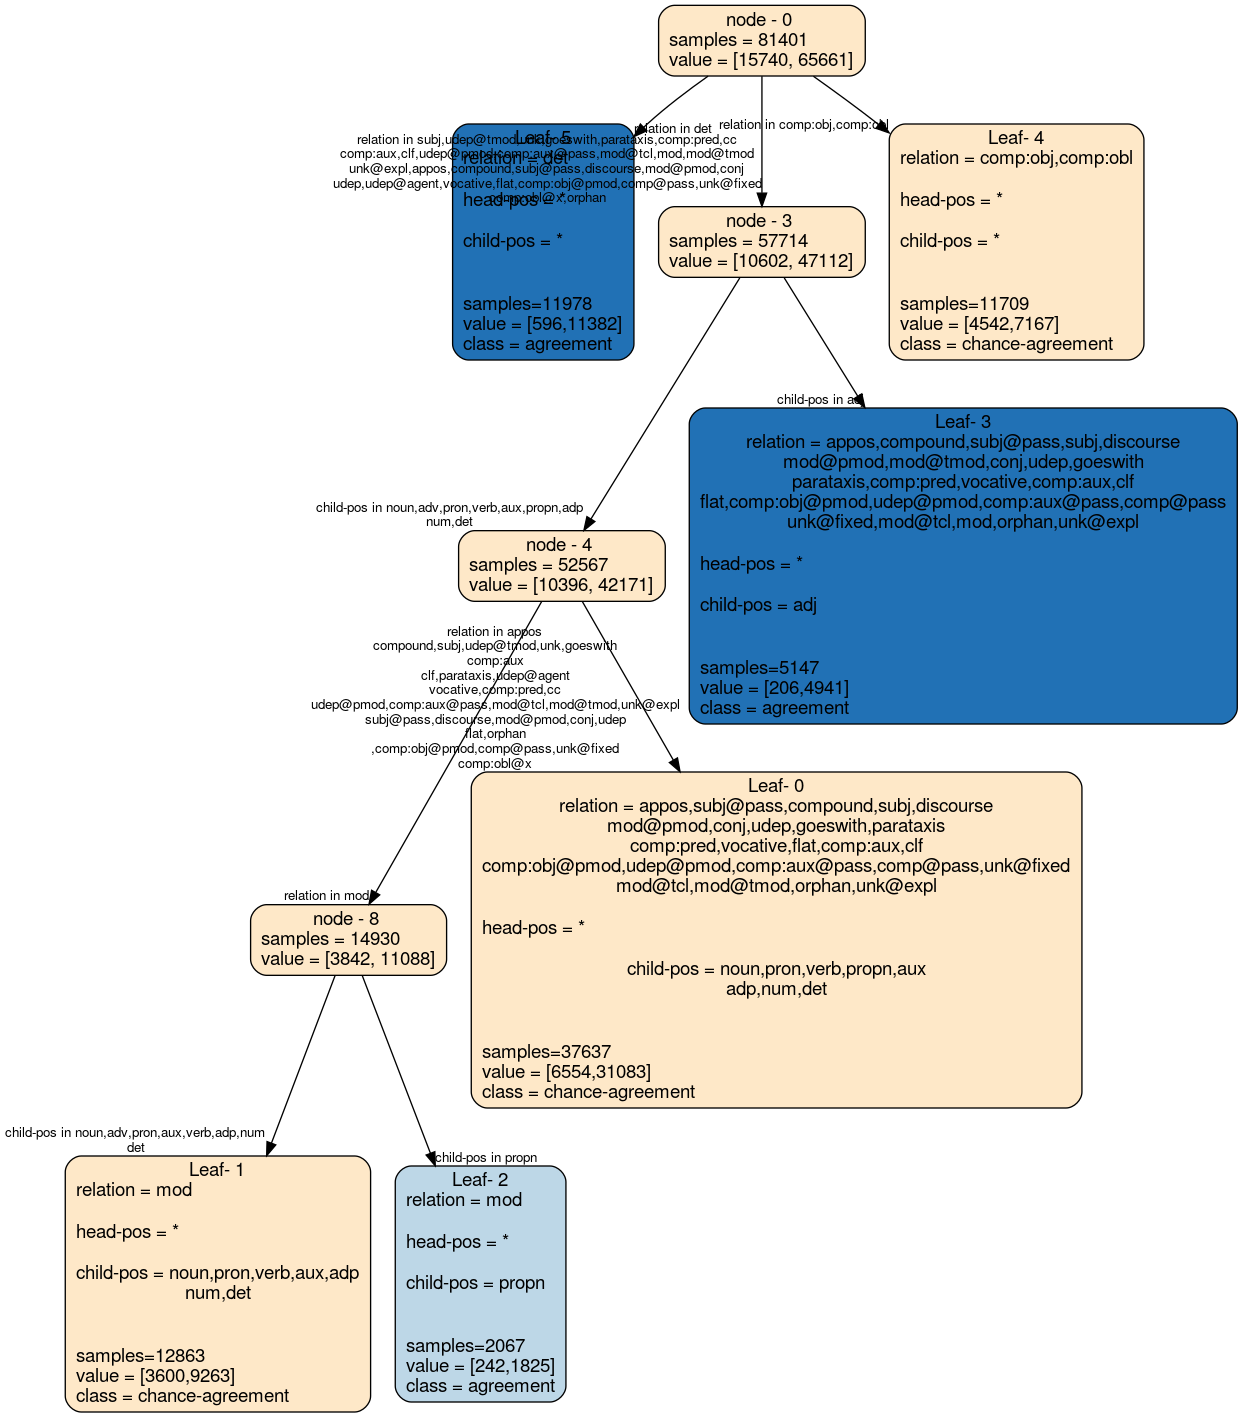 node - 0
samples = 81401
value = [15740, 65661]
relation in det
relation in comp:obj,comp:obl
relation in subj,udep@tmod,unk,goeswith,parataxis,comp:pred,cc
comp:aux,clf,udep@pmod,comp:aux@pass,mod@tcl,mod,mod@tmod
unk@expl,appos,compound,subj@pass,discourse,mod@pmod,conj
udep,udep@agent,vocative,flat,comp:obj@pmod,comp@pass,unk@fixed
comp:obl@x,orphan
Leaf- 5
relation = det
head-pos = *
child-pos = *
samples=11978
value = [596,11382]
class = agreement
node - 3
samples = 57714
value = [10602, 47112]
Leaf- 4
relation = comp:obj,comp:obl
head-pos = *
child-pos = *
samples=11709
value = [4542,7167]
class = chance-agreement
child-pos in adj
Leaf- 3
relation = appos,compound,subj@pass,subj,discourse
mod@pmod,mod@tmod,conj,udep,goeswith
parataxis,comp:pred,vocative,comp:aux,clf
flat,comp:obj@pmod,udep@pmod,comp:aux@pass,comp@pass
unk@fixed,mod@tcl,mod,orphan,unk@expl
head-pos = *
child-pos = adj
samples=5147
value = [206,4941]
class = agreement
child-pos in noun,adv,pron,verb,aux,propn,adp
num,det
node - 4
samples = 52567
value = [10396, 42171]
relation in appos
compound,subj,udep@tmod,unk,goeswith
comp:aux
clf,parataxis,udep@agent
vocative,comp:pred,cc
udep@pmod,comp:aux@pass,mod@tcl,mod@tmod,unk@expl
subj@pass,discourse,mod@pmod,conj,udep
flat,orphan
,comp:obj@pmod,comp@pass,unk@fixed
comp:obl@x
Leaf- 0
relation = appos,subj@pass,compound,subj,discourse
mod@pmod,conj,udep,goeswith,parataxis
comp:pred,vocative,flat,comp:aux,clf
comp:obj@pmod,udep@pmod,comp:aux@pass,comp@pass,unk@fixed
mod@tcl,mod@tmod,orphan,unk@expl
head-pos = *
child-pos = noun,pron,verb,propn,aux
adp,num,det
samples=37637
value = [6554,31083]
class = chance-agreement
relation in mod
node - 8
samples = 14930
value = [3842, 11088]
child-pos in noun,adv,pron,aux,verb,adp,num
det
child-pos in propn
Leaf- 1
relation = mod
head-pos = *
child-pos = noun,pron,verb,aux,adp
num,det
samples=12863
value = [3600,9263]
class = chance-agreement
Leaf- 2
relation = mod
head-pos = *
child-pos = propn
samples=2067
value = [242,1825]
class = agreement